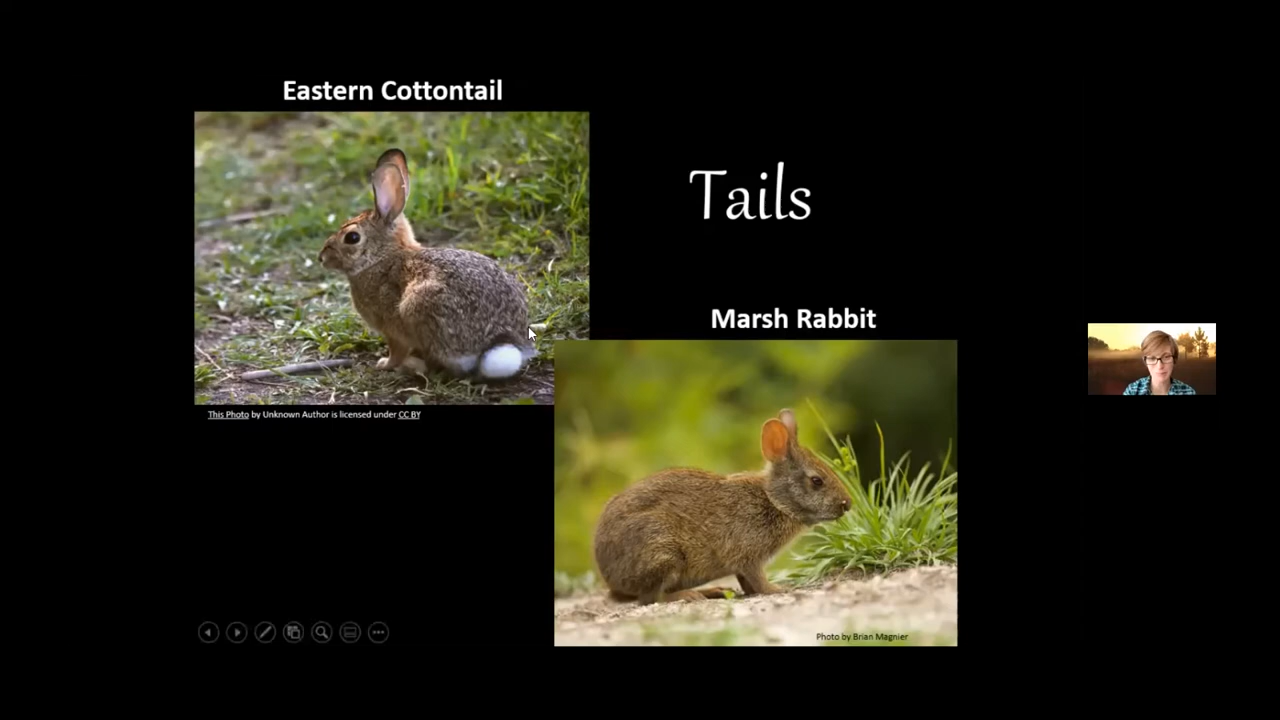 Eastern Cottontail
Tails
Marsh Rabbit
This Photo by Unknown Author is licensed under CC BY
Photo by Brian Magnier